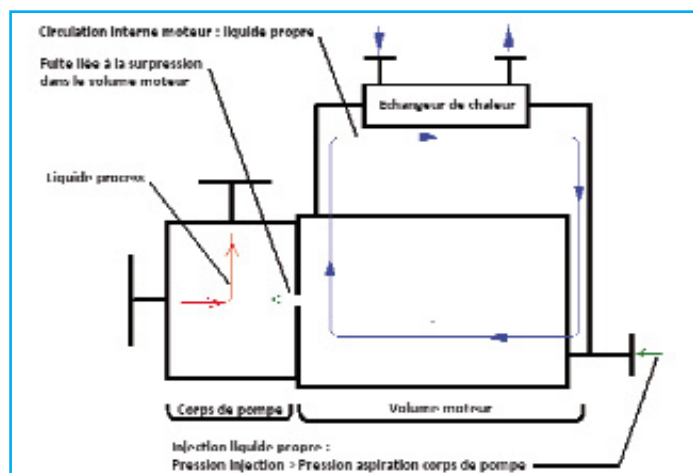 Circulation interne moteur : liquide propre
Fuite liée à la surpression
dans le volume moteur
Echangeur de chaleur
Liquide process
Corps de pompe
Volume moteur
Injection liquide propre :
Pression injection > Pression aspiration corps de pompe